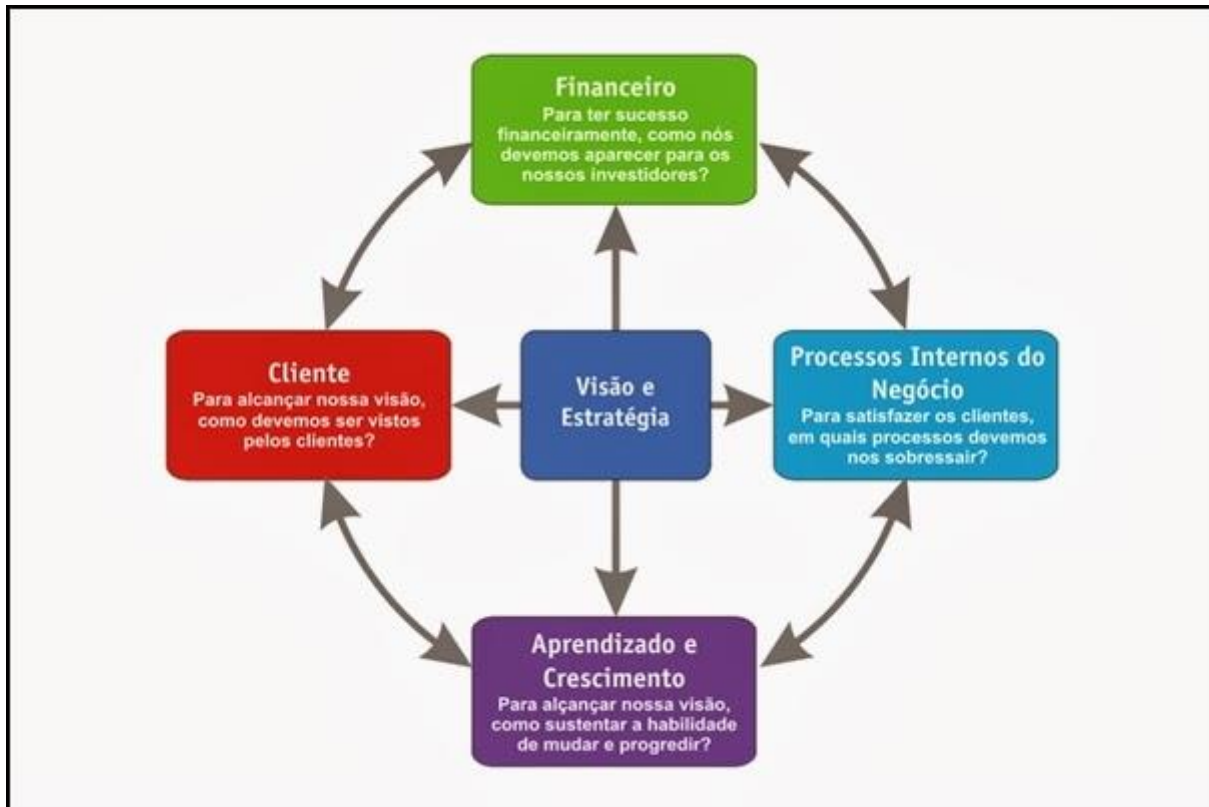 Financeiro
Para ter sucesso
financeiramente, como nós
devemos aparecer para os
nossos investidores?
Cliente
Para alcançar nossa visão,
como devemos ser vistos
pelos clientes?
Visão e
Estratégia
Processos Internos do
Negócio
Para satisfazer os clientes,
em quais processos devemos
nos sobressair?
Aprendizado e
Crescimento
Para alçançar nossa visão,
como sustentar a habilidade
de mudar e progredir?